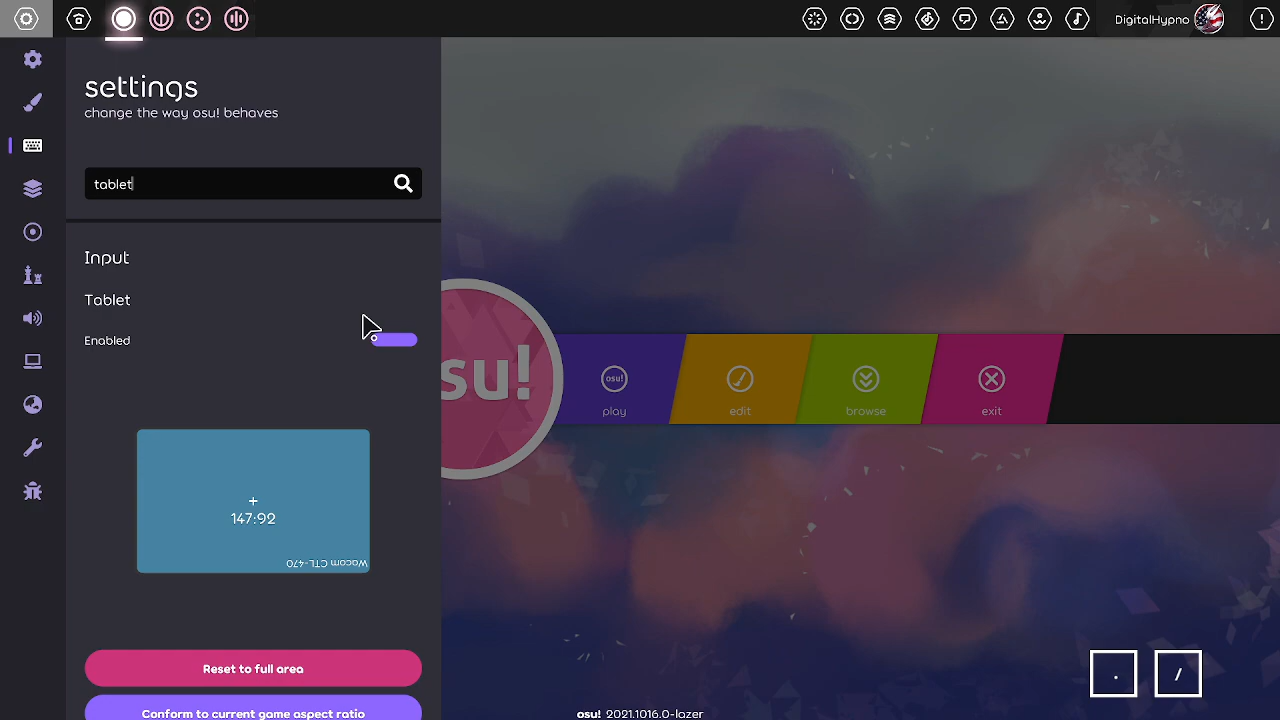 DigitalHypno
settings
change the way osu! behaves
tablet
Input
Tablet
Enabled
+
147:92
Wacom CTL-470
Reset to full area
Conform to current game aspect ratio
su!
osu!
play
edit
browse
exit
. /
osu! 2021.1016.0-lazer